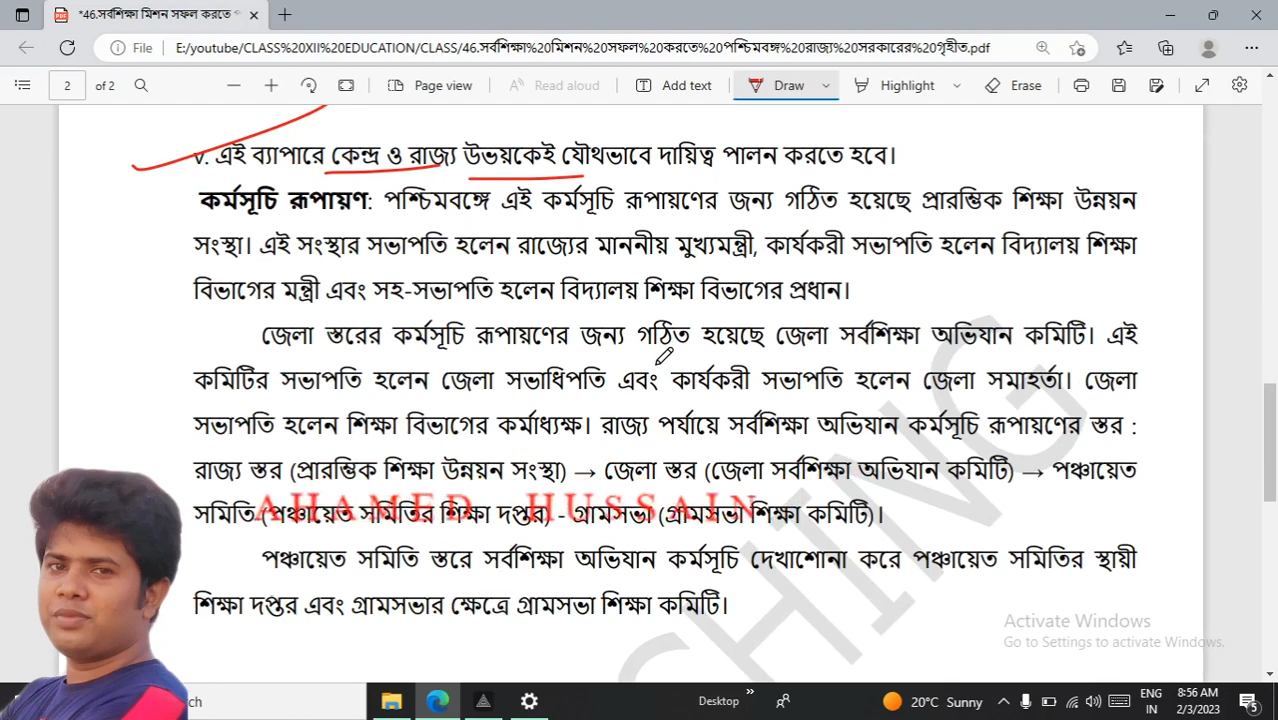 *46.সর্বশিক্ষা মিশন সফল করতে প
File
E:/youtube/CLASS%20XII%20EDUCATION/CLASS/46.সর্বশিক্ষা%20মিশন%20সফল%20করতে%20পশ্চিমবঙ্গ%20রাজ্য%20সরকারের%20গৃহীত.pdf
2 of 2 Page view Read aloud Add text Draw Highlight Erase
v. এই ব্যাপারে কেন্দ্র ও রাজ্য উভয়কেই যৌথভাবে দায়িত্ব পালন করতে হবে।
কর্মসূচি রূপায়ণ: পশ্চিমবঙ্গে এই কর্মসূচি রূপায়ণের জন্য গঠিত হয়েছে প্রারম্ভিক শিক্ষা উন্নয়ন
সংস্থা। এই সংস্থার সভাপতি হলেন রাজ্যের মাননীয় মুখ্যমন্ত্রী, কার্যকরী সভাপতি হলেন বিদ্যালয় শিক্ষা
বিভাগের মন্ত্রী এবং সহ-সভাপতি হলেন বিদ্যালয় শিক্ষা বিভাগের প্রধান।
জেলা স্তরের কর্মসূচি রূপায়ণের জন্য গঠিত হয়েছে জেলা সর্বশিক্ষা অভিযান কমিটি। এই
কমিটির সভাপতি হলেন জেলা সভাধিপতি এবং কার্যকরী সভাপতি হলেন জেলা সমাহর্তা। জেলা
সভাপতি হলেন শিক্ষা বিভাগের কর্মাধ্যক্ষ। রাজ্য পর্যায়ে সর্বশিক্ষা অভিযান কর্মসূচি রূপায়ণের স্তর :
রাজ্য স্তর (প্রারম্ভিক শিক্ষা উন্নয়ন সংস্থা) → জেলা স্তর (জেলা সর্বশিক্ষা অভিযান কমিটি) → পঞ্চায়েত
সমিতি (পঞ্চায়েত সমিতির শিক্ষা দপ্তর) - গ্রামসভা (গ্রামসভা শিক্ষা কমিটি)।
AHAMED HUSSAIN
পঞ্চায়েত সমিতি স্তরে সর্বশিক্ষা অভিযান কর্মসূচি দেখাশোনা করে পঞ্চায়েত সমিতির স্থায়ী
শিক্ষা দপ্তর এবং গ্রামসভার ক্ষেত্রে গ্রামসভা শিক্ষা কমিটি।
Activate Windows
Go to Settings to activate Windows.
Desktop
20°C Sunny
ENG
IN
8:56 AM
2/3/2023
5